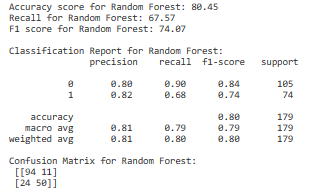 Accuracy score for Random Forest: 80.45
Recall for Random Forest: 67.57
F1 score for Random Forest: 74.07
Classification Report for Random Forest:
precision recall f1-score support
0 0.80 0.90 0.84 105
1 0.82 0.68 0.74 74
accuracy 0.80 179
macro avg 0.81 0.79 0.79 179
weighted avg 0.81 0.80 0.80 179
Confusion Matrix for Random Forest:
[[94 11]
[24 50]]